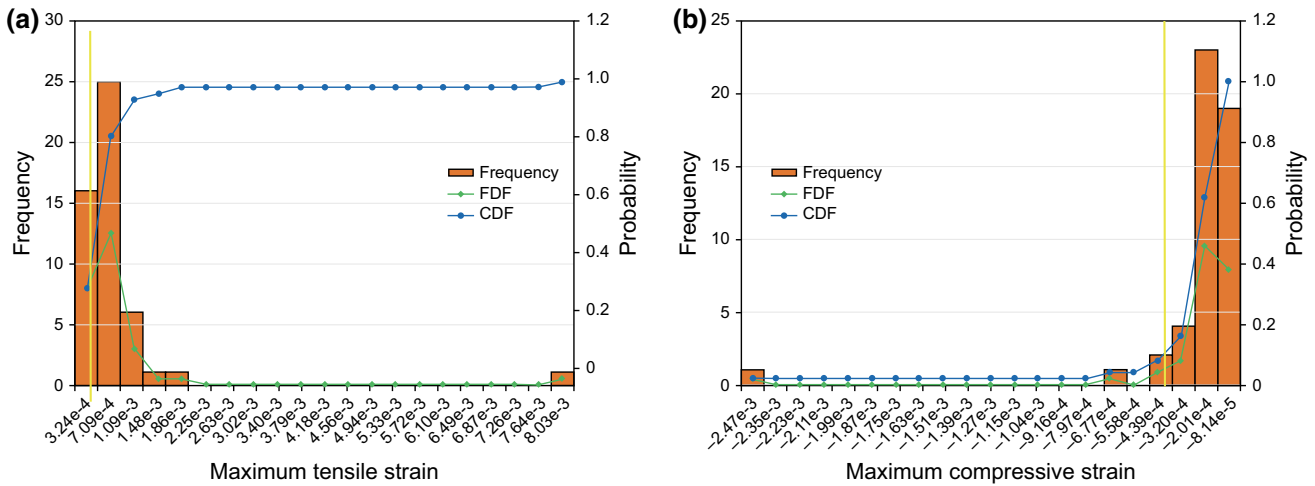 (a)
Frequency
30
25
20
15
10
5
0
1.2
1.0
0.8
0.6
0.4
0.2
0
Probability
Frequency
FDF
CDF
3.24e-4
7.09e-4
1.09e-3
1.48e-3
1.86e-3
2.25e-3
2.63e-3
3.02e-3
3.40e-3
3.79e-3
4.18e-3
4.56e-3
4.94e-3
5.33e-3
5.72e-3
6.10e-3
6.49e-3
6.87e-3
7.26e-3
7.64e-3
8.03e-3
Maximum tensile strain
(b)
Frequency
25
20
15
10
5
0
1.2
1.0
0.8
0.6
0.4
0.2
0
Probability
Frequency
FDF
CDF
–2.47e-3
–2.35e-3
–2.23e-3
–2.11e-3
–1.999e-3
–1.87e-3
–1.75e-3
–1.63e-3
–1.51e-3
–1.39e-3
–1.27e-3
–1.15e-3
–1.04e-3
–9.16e-4
–7.97e-4
–6.77e-4
–5.58e-4
–4.39e-4
–3.20e-4
–2.01e-4
–8.14e-5
Maximum compressive strain